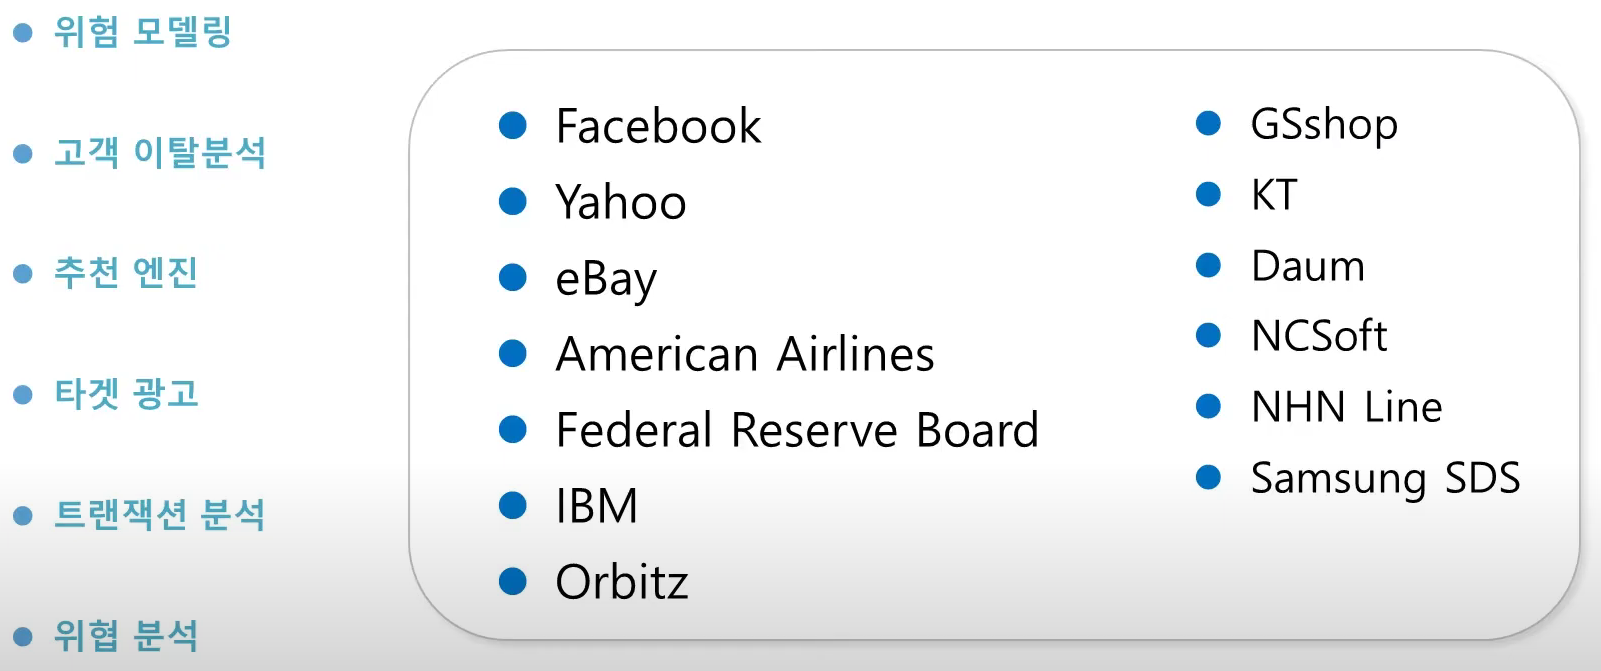 위험 모델링
고객 이탈분석
추천 엔진
타겟 광고
트랜잭션 분석
위협 분석
Facebook
Yahoo
eBay
American Airlines
Federal Reserve Board
IBM
Orbitz
GSshop
KT
Daum
NCSoft
NHN Line
Samsung SDS